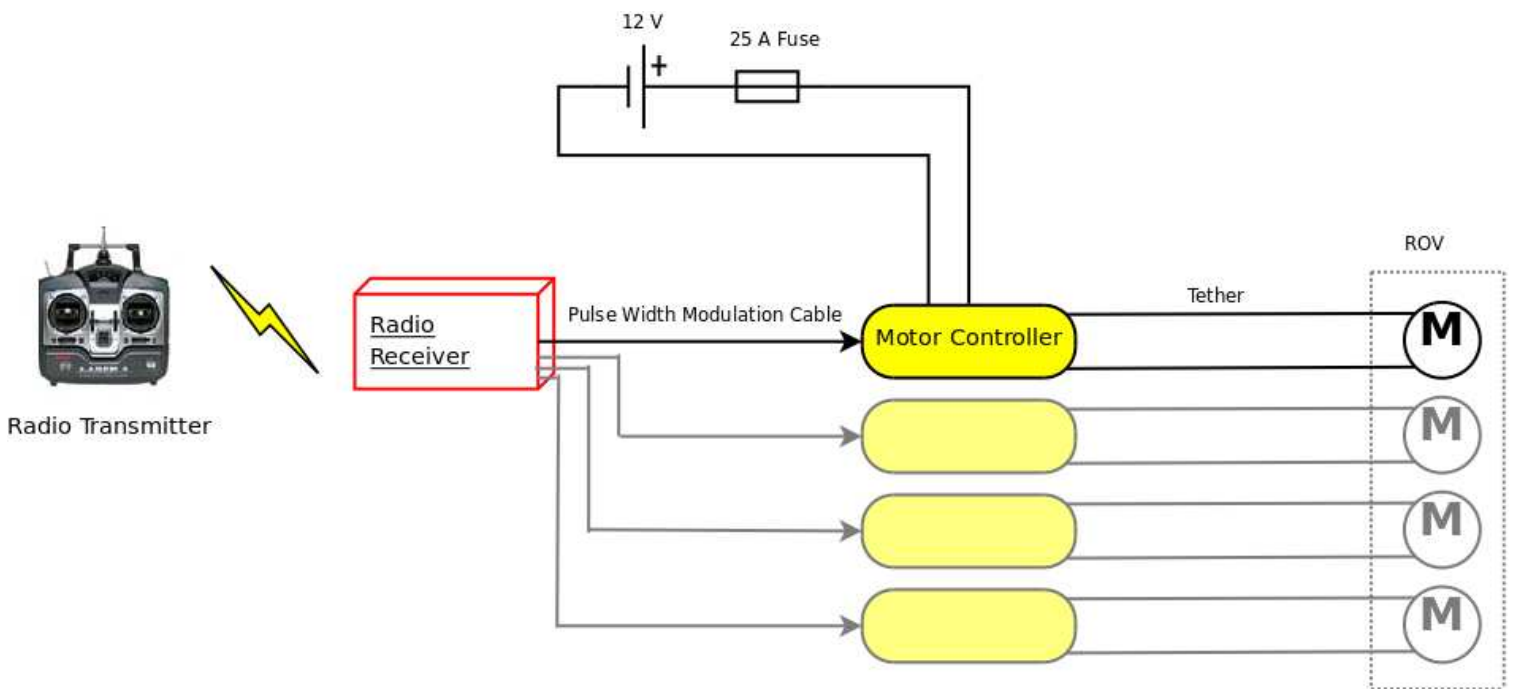 12 V
25 A Fuse
+
ROV
Tether
Pulse Width Modulation Cable
Radio
Receiver
Motor Controller
M
M
M
M
Radio Transmitter